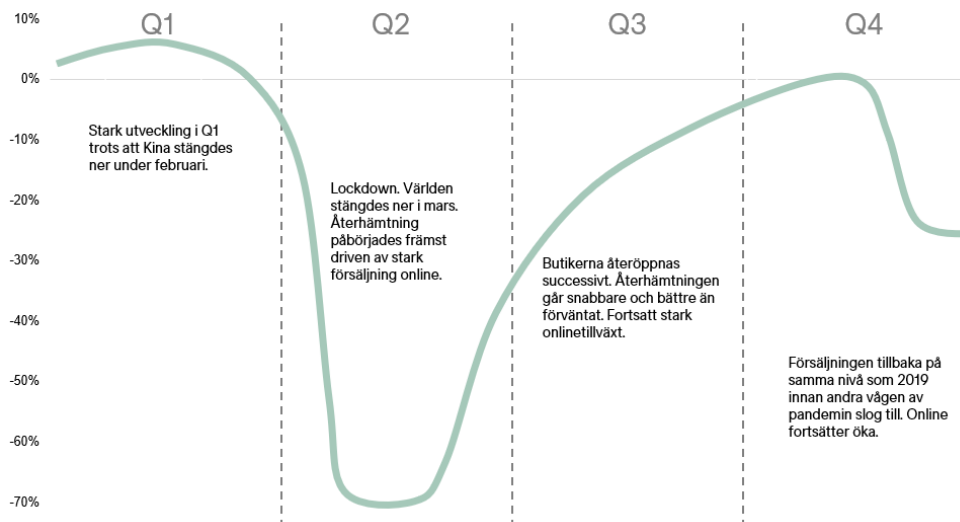 10%
Q1
Q2
Q3
Q4
0%
-10%
-20%
-30%
-40%
-50%
-60%
-70%
Stark utveckling i Q1
trots att Kina stängdes
ner under februari.
Lockdown. Världen
stängdes ner i mars.
Återhämtning
påbörjades främst
driven av stark
försäljning online.
Butikerna återöppnas
successivt. Återhämtningen
går snabbare och bättre än
förväntat. Fortsatt stark
onlinetillväxt.
Försäljningen tillbaka på
samma nivå som 2019
innan andra vågen av
pandemin slog till. Online
fortsätter öka.